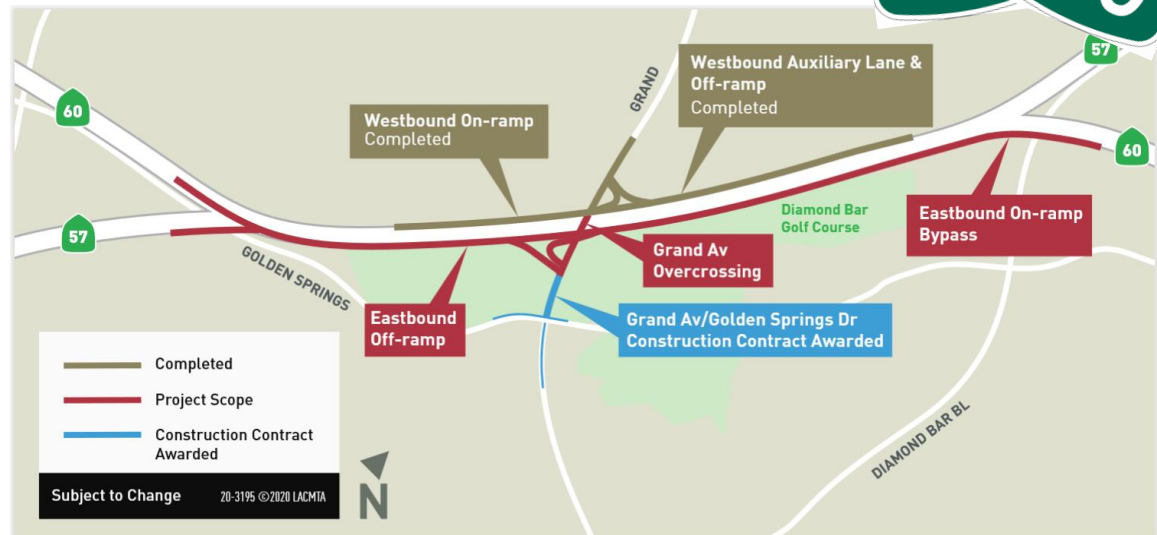 57
Westbound Auxiliary Lane &
Off-ramp
Completed
GRAND
60
Westbound On-ramp
Completed
60
Diamond Bar
Golf Course
Eastbound On-ramp
Bypass
57
GOLDEN SPRINGS
Grand Av
Overcrossing
Eastbound
Off-ramp
Grand Av/Golden Springs Dr
Construction Contract Awarded
Completed
Project Scope
Construction Contract
Awarded
DIAMOND BAR BL
Subject to Change
20-3195 ©2020 LACMTA
N